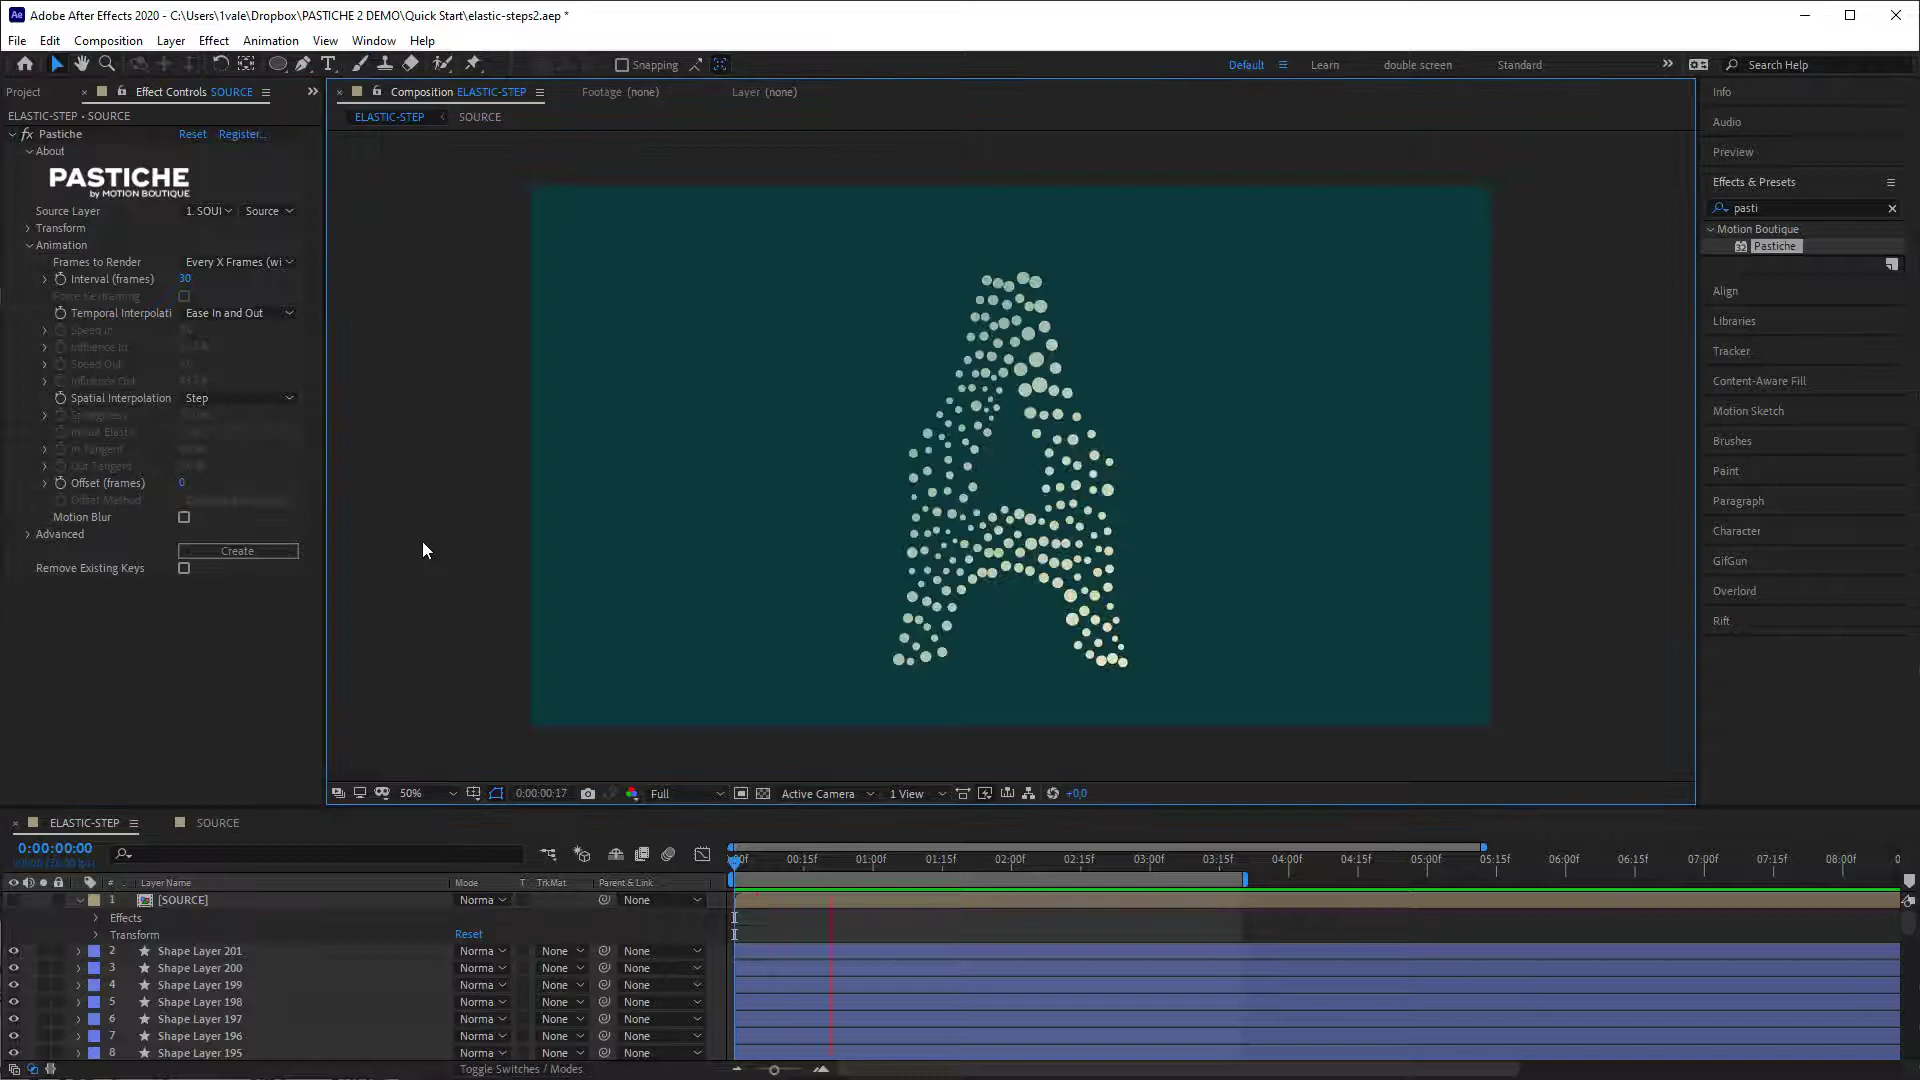 Adobe After Effects 2020 - C:\Users\1vale\Dropbox\PASTICHE 2 DEMO\Quick Start\elastic-steps2.aep *
File Edit Composition Layer Effect Animation View Window Help
Snapping Default Learn double screen Standard Search Help
Project Effect Controls SOURCE Composition ELASTIC-STEP Footage (none) Layer (none) Info
ELASTIC-STEP • SOURCE ELASTIC-STEP SOURCE
Audio
fx Pastiche Reset Register...
About Preview
PASTICHE
by MOTION BOUTIQUE
Effects & Presets
Source Layer 1. SOUI Source pasti
Transform Motion Boutique
Animation Pastiche
Frames to Render Every X Frames (wi
Interval (frames) 30
Force Keyframing Align
Temporal Interpolati Ease In and Out Libraries
Speed In
Influence In Tracker
Speed Out
Influence Out Content-Aware Fill
Spatial Interpolation Step Motion Sketch
Brushes
In Tangent
Out Tangent Paint
Offset (frames) 0
Offset Method Paragraph
Motion Blur Character
Advanced
Create GifGun
Remove Existing Keys Overlord
Rift
50% 0:00:00:17 Full Active Camera 1 View +0,0
ELASTIC-STEP SOURCE
0:00:00:00
00f 00:15f 01:00f 01:15f 02:00f 02:15f 03:00f 03:15f 04:00f 04:15f 05:00f 05:15f 06:00f 06:15f 07:00f 07:15f 08:00f 0
# Layer Name Mode T TrkMat Parent & Link
1 [SOURCE] Norma None
Effects
Transform Reset
2 Shape Layer 201 Norma None None
3 Shape Layer 200 Norma None None
4 Shape Layer 199 Norma None None
5 Shape Layer 198 Norma None None
6 Shape Layer 197 Norma None None
7 Shape Layer 196 Norma None None
8 Shape Layer 195 Norma None None
Toggle Switches / Modes